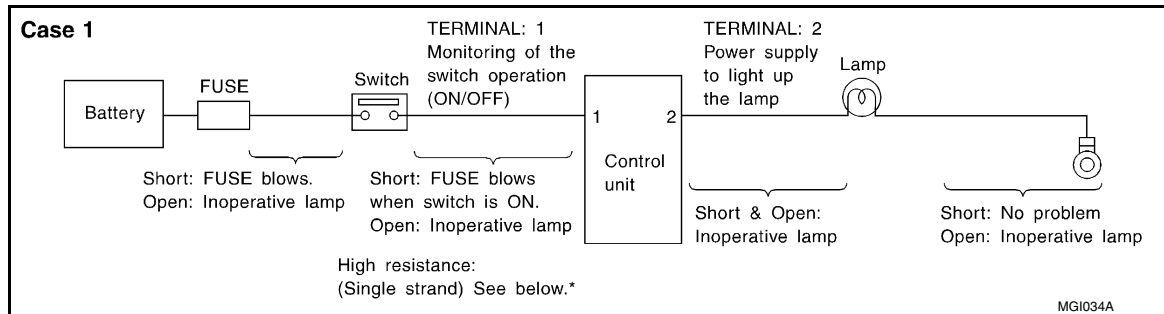 Case 1
TERMINAL: 1
Monitoring of the
switch operation
(ON/OFF)
TERMINAL: 2
Power supply
to light up
the lamp
Battery
FUSE
Switch
1
2
Control
unit
Lamp
Short: FUSE blows.
Open: Inoperative lamp
Short: FUSE blows
when switch is ON.
Open: Inoperative lamp
Short & Open:
Inoperative lamp
Short: No problem
Open: Inoperative lamp
High resistance:
(Single strand) See below.*
MGI034A